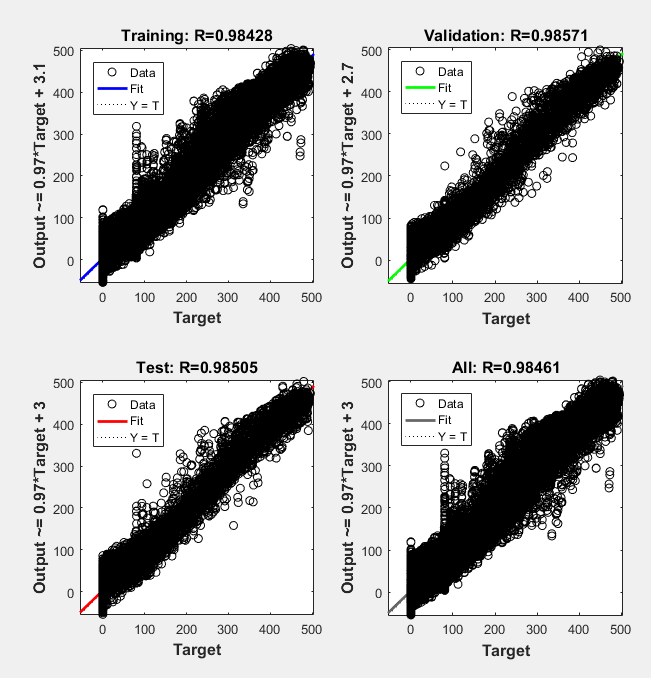 Training: R=0.98428
Output ~= 0.97*Target + 3.1
500
400
300
200
100
0
Data
Fit
Y = T
0 100 200 300 400 500
Target
Validation: R=0.98571
Output ~= 0.97*Target + 2.7
500
400
300
200
100
0
Data
Fit
Y = T
0 100 200 300 400 500
Target
Test: R=0.98505
Output ~= 0.97*Target + 3
500
400
300
200
100
0
Data
Fit
Y = T
0 100 200 300 400 500
Target
All: R=0.98461
Output ~= 0.97*Target + 3
500
400
300
200
100
0
Data
Fit
Y = T
0 100 200 300 400 500
Target